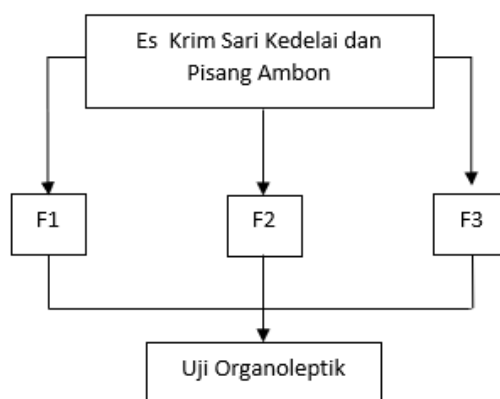 Es Krim Sari Kedelai dan
Pisang Ambon
F1
F2
F3
Uji Organoleptik